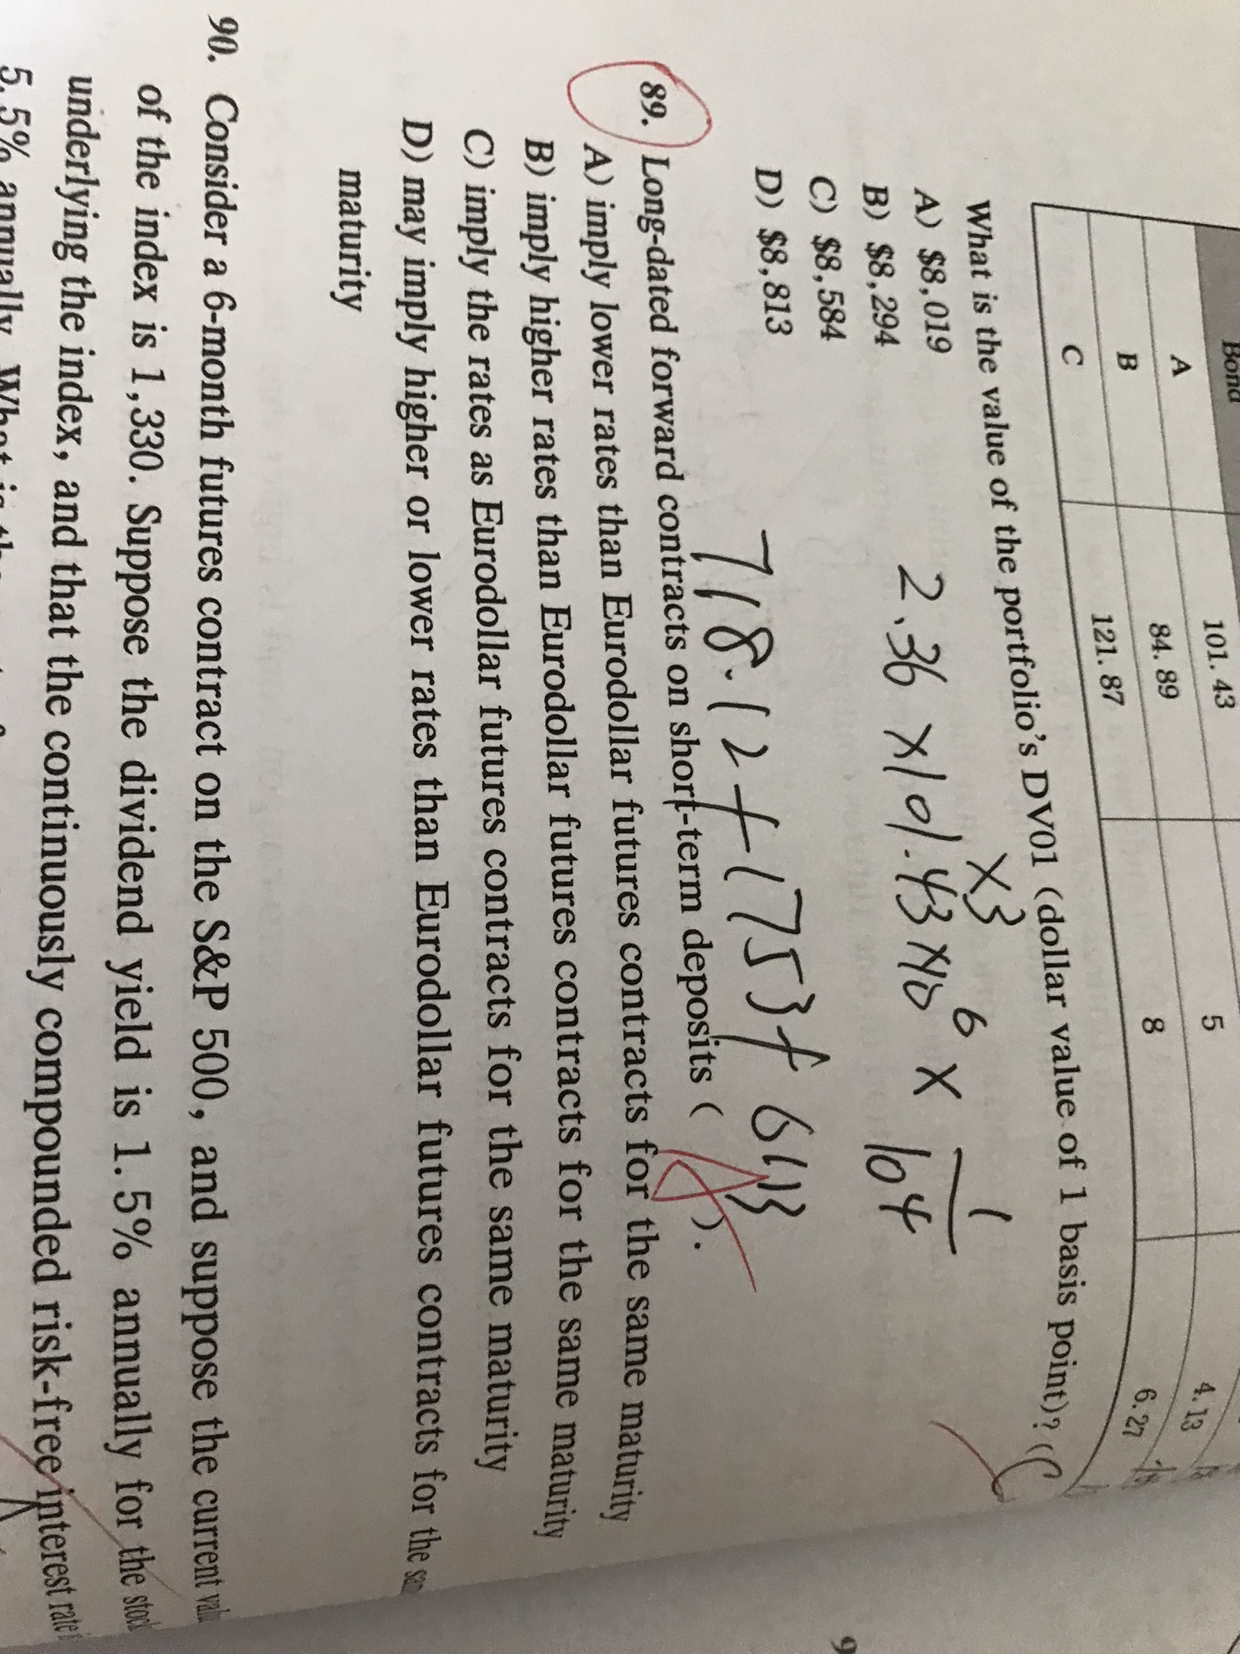 Bond
A 101.43 5 4.13
B 84.89 8 6.27
C 121.87
What is the value of the portfolio's DV01 (dollar value of 1 basis point)? (C
×3
A) $8,019
2.36 ×101.43×10⁶ × 1/10⁴
B) $8,294
C) $8,584
D) $8,813
718.12+1753+6113
89. Long-dated forward contracts on short-term deposits ( ).
A) imply lower rates than Eurodollar futures contracts for the same maturity
B) imply higher rates than Eurodollar futures contracts for the same maturity
C) imply the rates as Eurodollar futures contracts for the same maturity
D) may imply higher or lower rates than Eurodollar futures contracts for the
maturity
90. Consider a 6-month futures contract on the S&P 500, and suppose the current
of the index is 1,330. Suppose the dividend yield is 1.5% annually for the stock
underlying the index, and that the continuously compounded risk-free interest rate
5.5% annually. What is the